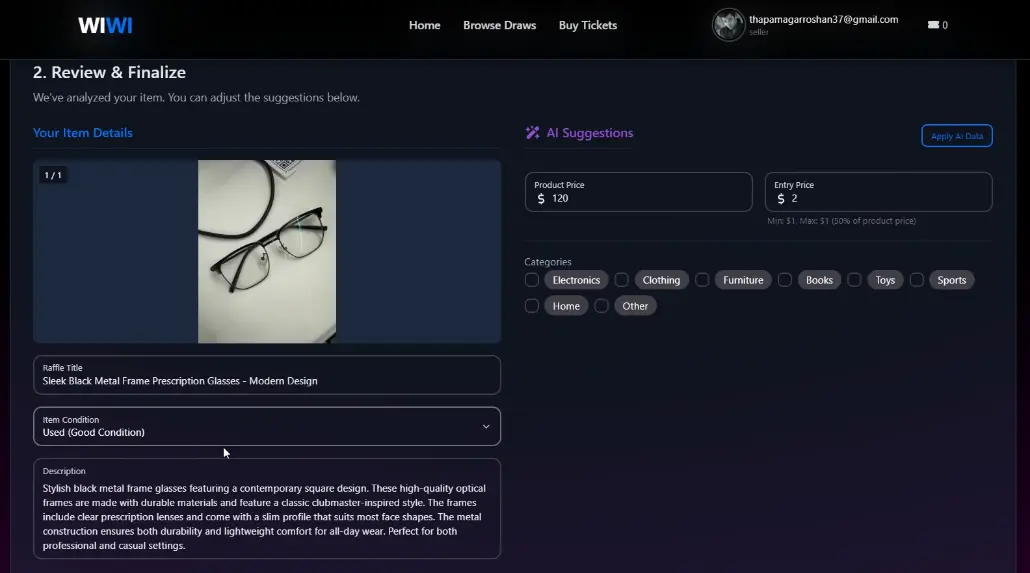 WIWI
Home Browse Draws Buy Tickets
thapamagarroshan37@gmail.com
seller
0
2. Review & Finalize
We've analyzed your item. You can adjust the suggestions below.
Your Item Details
1 / 1
Raffle Title
Sleek Black Metal Frame Prescription Glasses - Modern Design
Item Condition
Used (Good Condition)
Description
Stylish black metal frame glasses featuring a contemporary square design. These high-quality optical
frames are made with durable materials and feature a classic clubmaster-inspired style. The frames
include clear prescription lenses and come with a slim profile that suits most face shapes. The metal
construction ensures both durability and lightweight comfort for all-day wear. Perfect for both
professional and casual settings.
AI Suggestions
Apply AI Data
Product Price
$ 120
Entry Price
$ 2
Min: $1, Max: $1 (50% of product price)
Categories
Electronics Clothing Furniture Books Toys Sports
Home Other